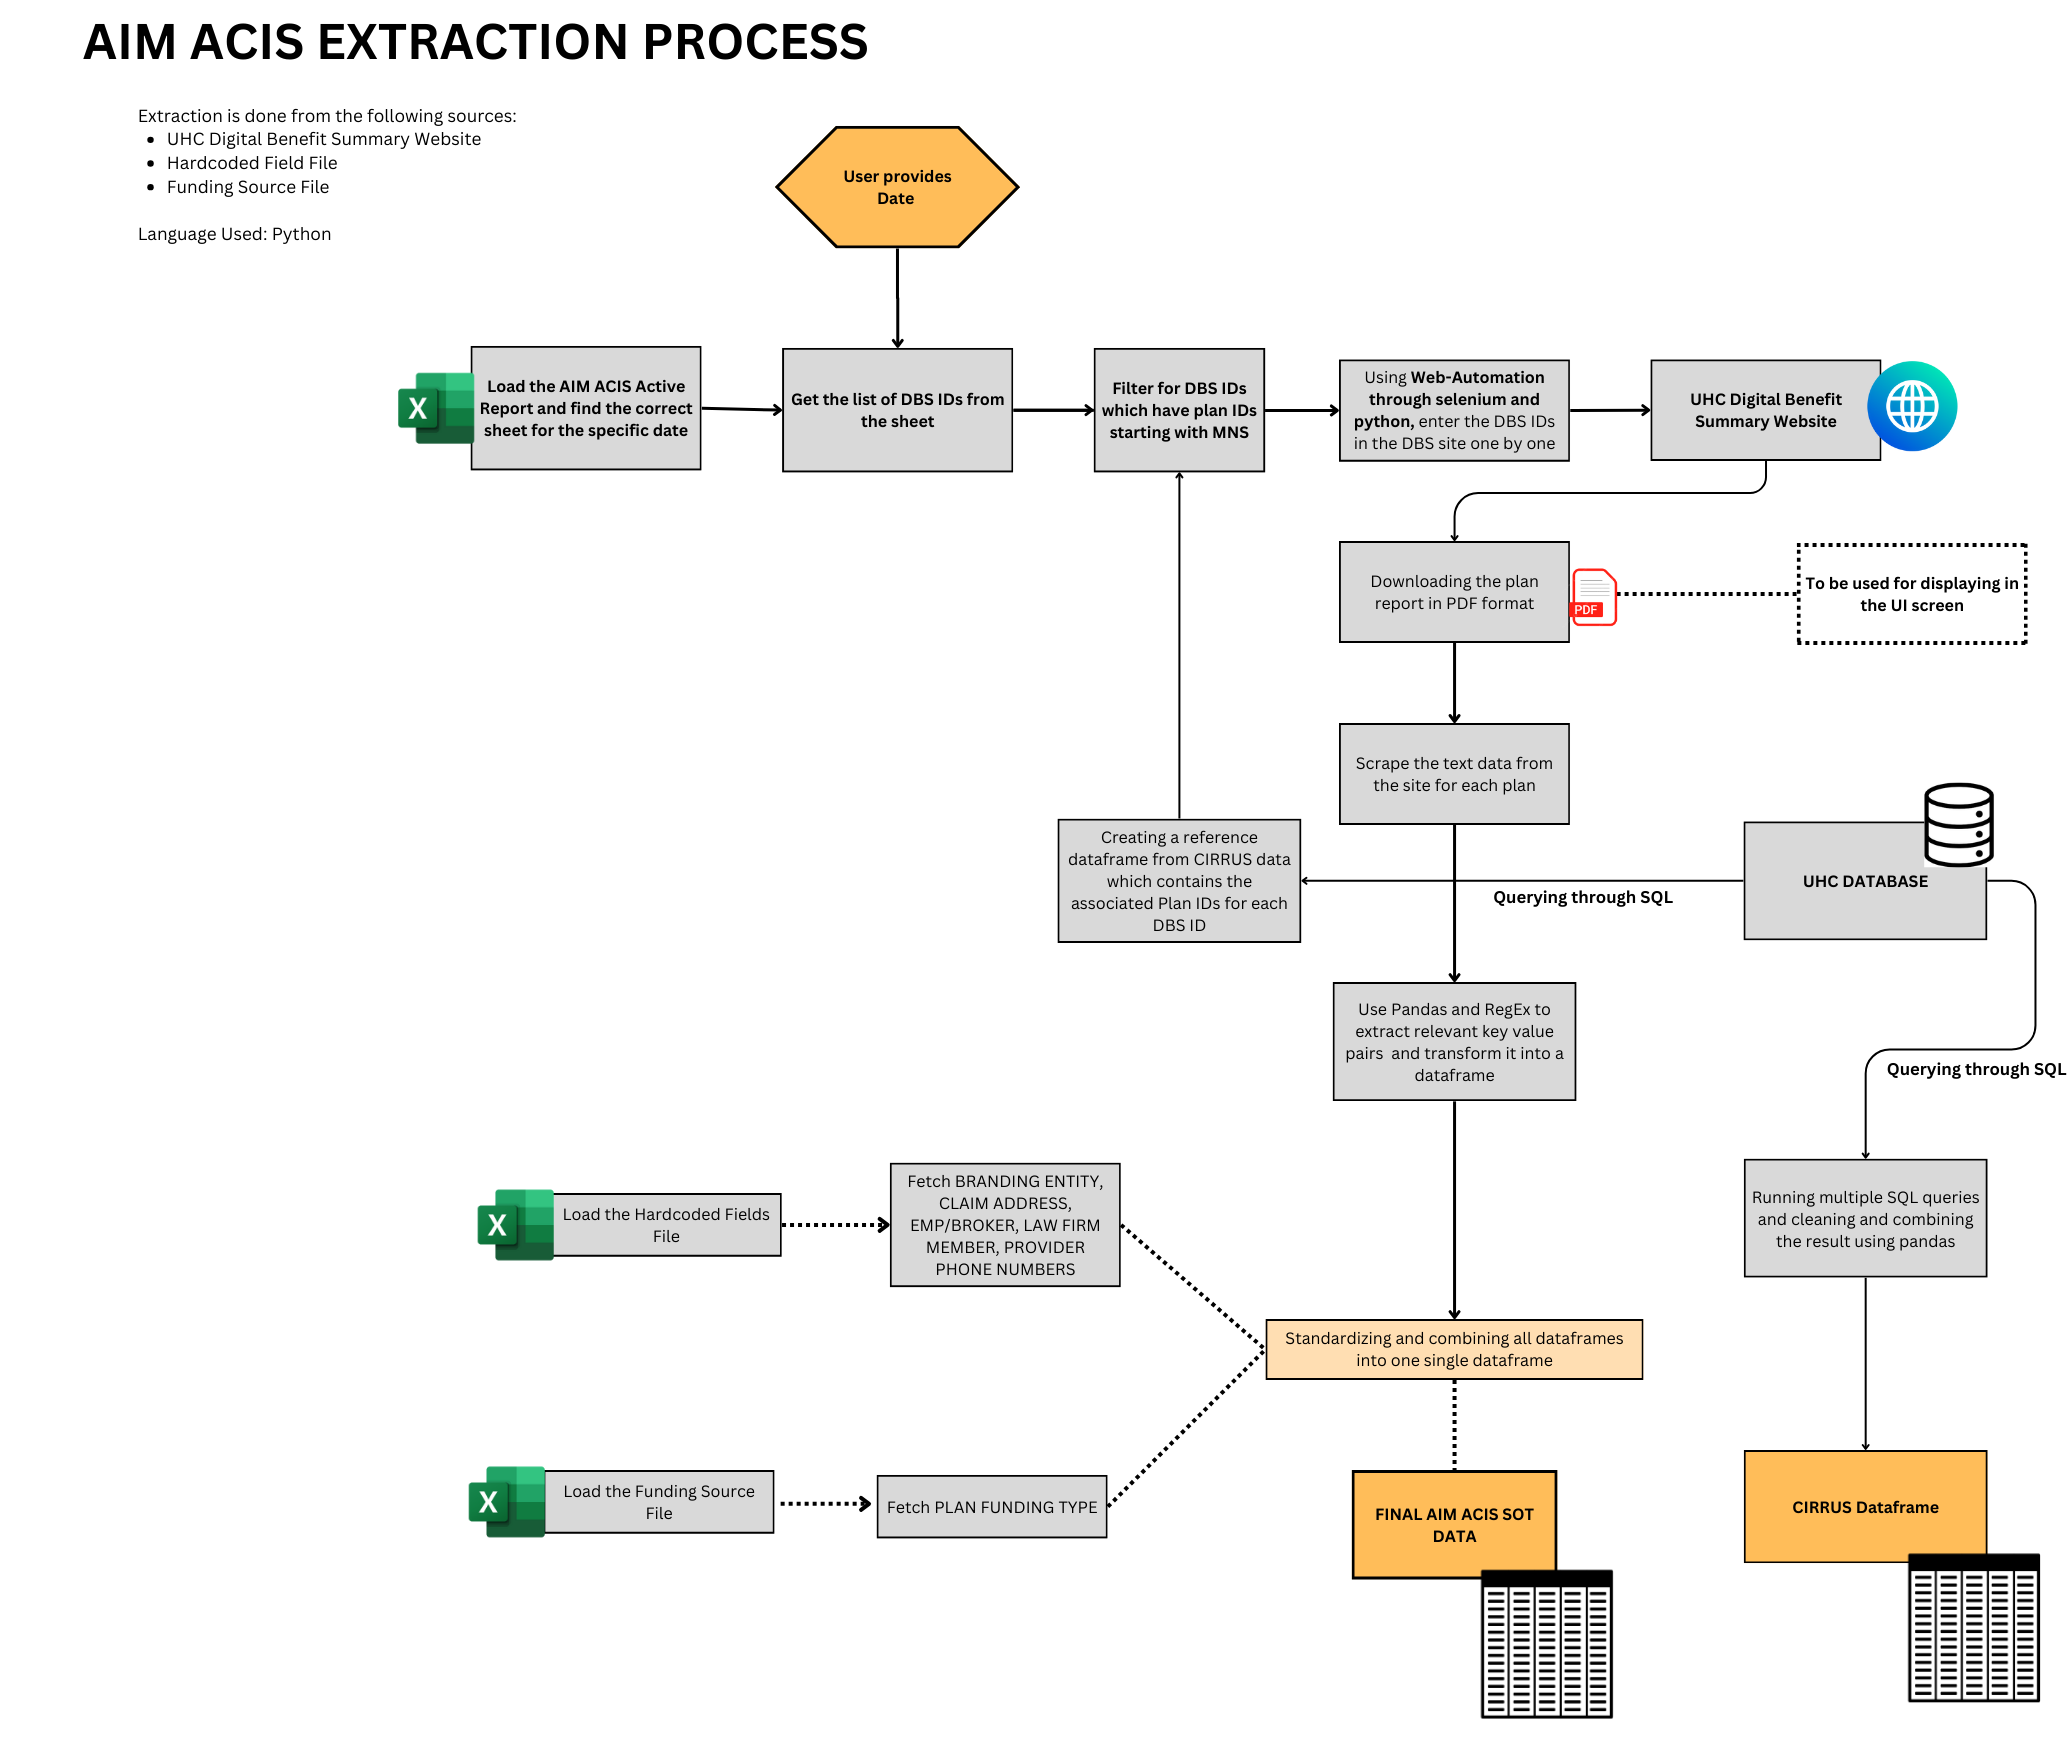 AIM ACIS EXTRACTION PROCESS
Extraction is done from the following sources:
• UHC Digital Benefit Summary Website
• Hardcoded Field File
• Funding Source File
Language Used: Python
User provides
Date
X
Load the AIM ACIS Active
Report and find the correct
sheet for the specific date
Get the list of DBS IDs from
the sheet
Filter for DBS IDs
which have plan IDs
starting with MNS
Using Web-Automation
through selenium and
python, enter the DBS IDs
in the DBS site one by one
UHC Digital Benefit
Summary Website
Downloading the plan
report in PDF format
PDF
To be used for displaying in
the UI screen
Scrape the text data from
the site for each plan
Creating a reference
dataframe from CIRRUS data
which contains the
associated Plan IDs for each
DBS ID
Querying through SQL
UHC DATABASE
Use Pandas and RegEx to
extract relevant key value
pairs  and transform it into a
dataframe
Querying through SQL
X
Load the Hardcoded Fields
File
Fetch BRANDING ENTITY,
CLAIM ADDRESS,
EMP/BROKER, LAW FIRM
MEMBER, PROVIDER
PHONE NUMBERS
Running multiple SQL queries
and cleaning and combining
the result using pandas
Standardizing and combining all dataframes
into one single dataframe
X
Load the Funding Source
File
Fetch PLAN FUNDING TYPE
FINAL AIM ACIS SOT
DATA
CIRRUS Dataframe